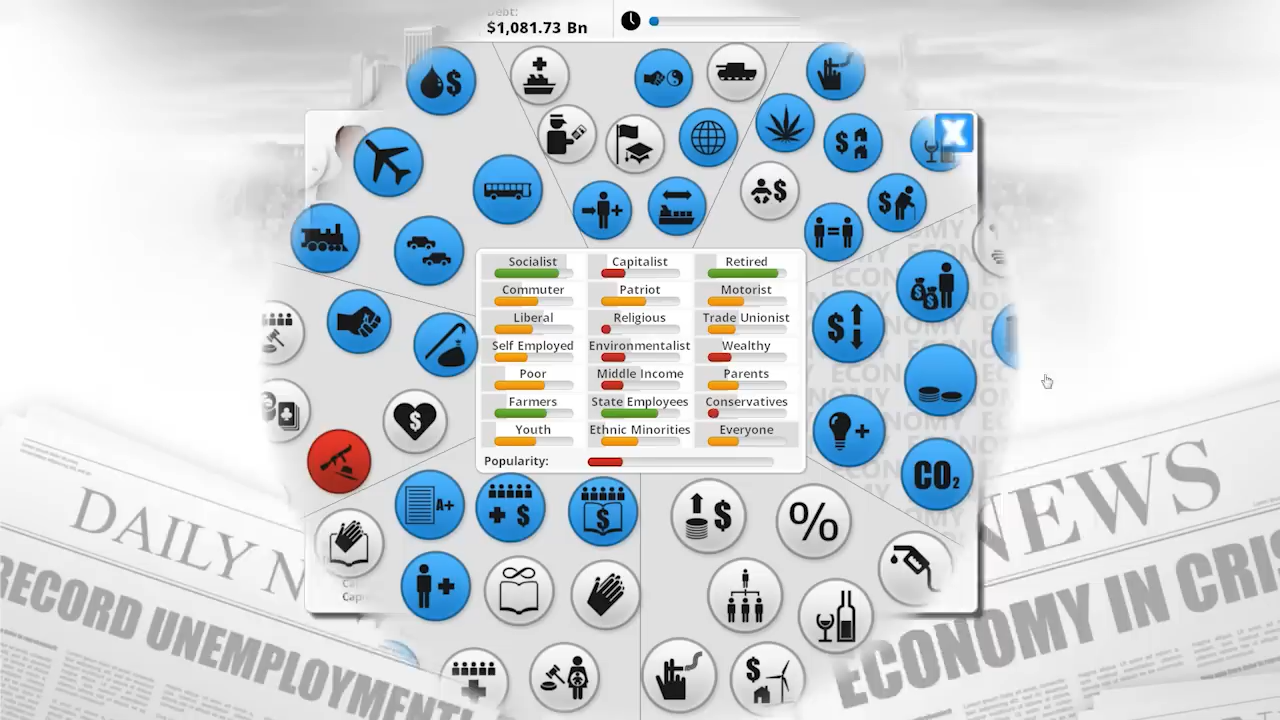 Debt:
$1,081.73 Bn
$
$
$
$
$
Socialist Capitalist Retired
Commuter Patriot Motorist
Liberal Religious Trade Unionist
Self Employed Environmentalist Wealthy
Poor Middle Income Parents
Farmers State Employees Conservatives
Youth Ethnic Minorities Everyone
Popularity:
ECONOMY
A+
$
$
$
%
CO2
$
DAILY N
NEWS
RECORD UNEMPLOYMENT!
ECONOMY IN CRIS